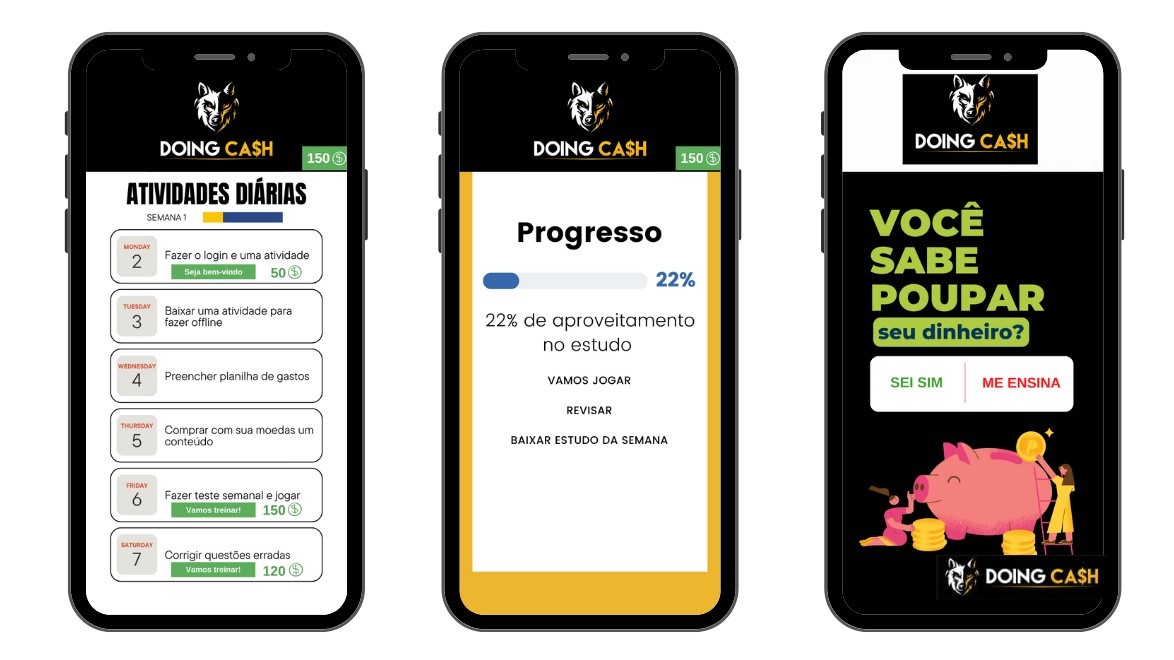 DOING CA$H
150
ATIVIDADES DIÁRIAS
SEMANA 1
MONDAY
2
Fazer o login e uma atividade
Seja bem-vindo
50
TUESDAY
3
Baixar uma atividade para
fazer offline
WEDNESDAY
4
Preencher planilha de gastos
THURSDAY
5
Comprar com sua moedas um
conteúdo
FRIDAY
6
Fazer teste semanal e jogar
Vamos treinar!
150
SATURDAY
7
Corrigir questões erradas
Vamos treinar!
120
DOING CA$H
150
Progresso
22%
22% de aproveitamento
no estudo
VAMOS JOGAR
REVISAR
BAIXAR ESTUDO DA SEMANA
DOING CA$H
VOCÊ
SABE
POUPAR
seu dinheiro?
SEI SIM
ME ENSINA
P
DOING CA$H